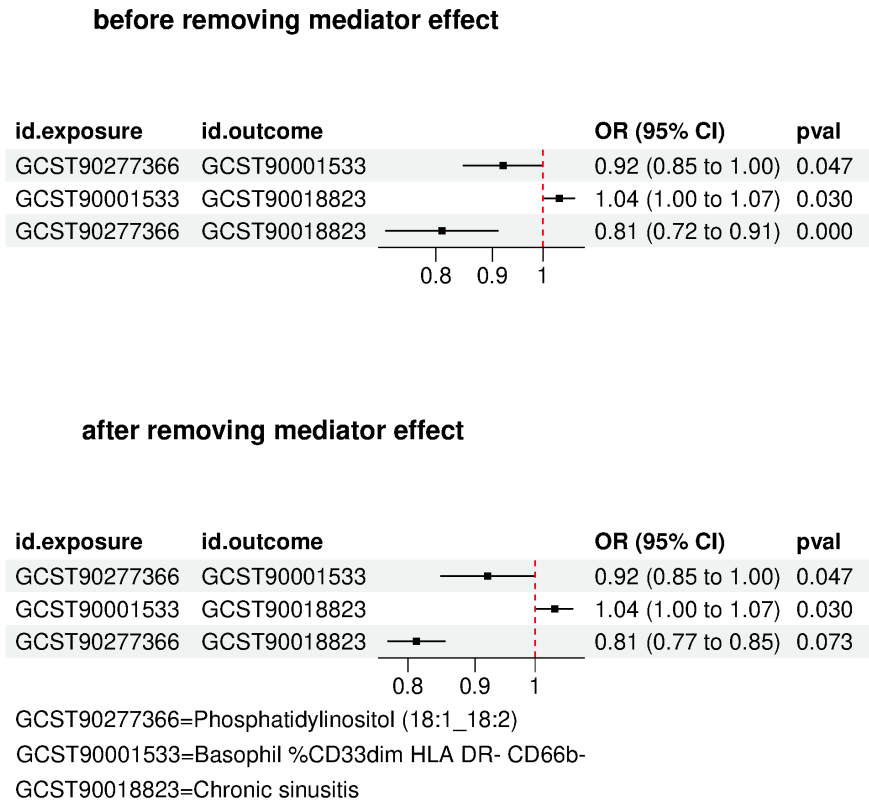 before removing mediator effect
id.exposure id.outcome OR (95% CI) pval
GCST90277366 GCST90001533 0.92 (0.85 to 1.00) 0.047
GCST90001533 GCST90018823 1.04 (1.00 to 1.07) 0.030
GCST90277366 GCST90018823 0.81 (0.72 to 0.91) 0.000
0.8 0.9 1
after removing mediator effect
id.exposure id.outcome OR (95% CI) pval
GCST90277366 GCST90001533 0.92 (0.85 to 1.00) 0.047
GCST90001533 GCST90018823 1.04 (1.00 to 1.07) 0.030
GCST90277366 GCST90018823 0.81 (0.77 to 0.85) 0.073
0.8 0.9 1
GCST90277366=Phosphatidylinositol (18:1_18:2)
GCST90001533=Basophil %CD33dim HLA DR- CD66b-
GCST90018823=Chronic sinusitis